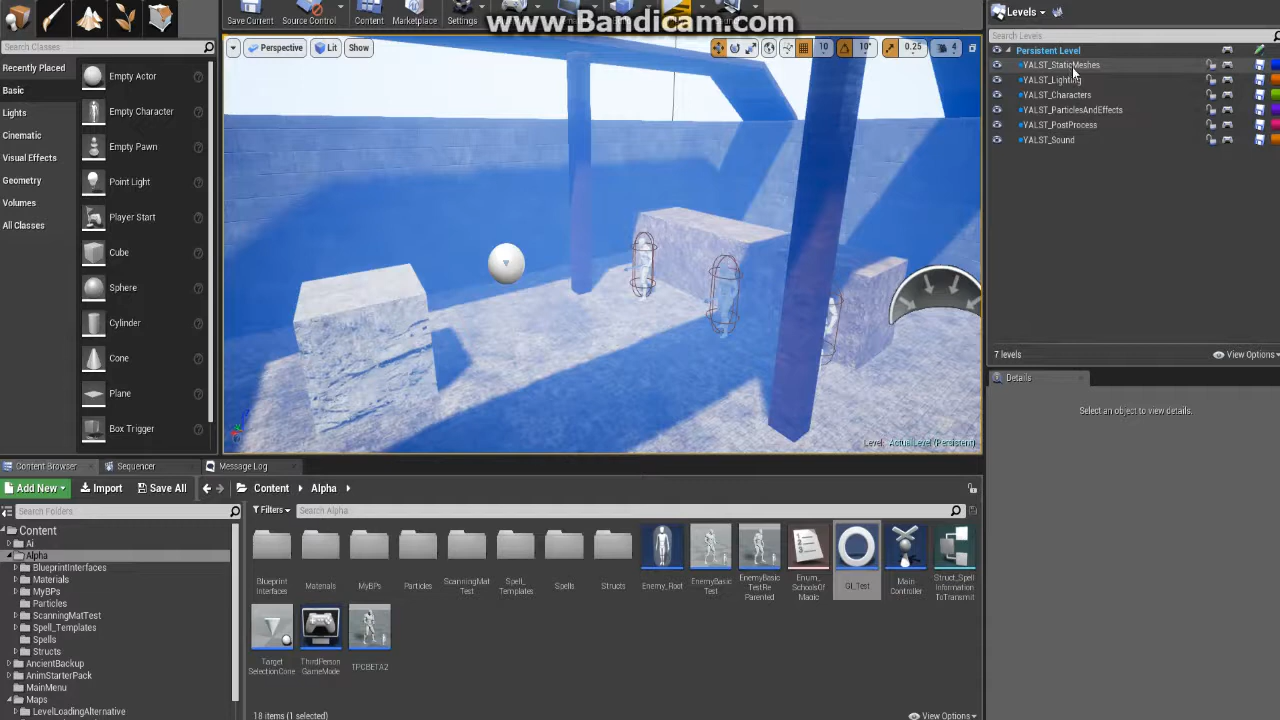 Save Current
Source Control
Content
Marketplace
Settings
www.Bandicam.com
Levels
Search Classes
Recently Placed
Basic
Lights
Cinematic
Visual Effects
Geometry
Volumes
All Classes
Empty Actor
Empty Character
Empty Pawn
Point Light
Player Start
Cube
Sphere
Cylinder
Cone
Plane
Box Trigger
Perspective
Lit
Show
10
10°
0.25
4
Level: ActualLevel (Persistent)
Search Levels
Persistent Level
YALST_StaticMeshes
YALST_Lighting
YALST_Characters
YALST_ParticlesAndEffects
YALST_PostProcess
YALST_Sound
7 levels
View Options
Details
Select an object to view details.
Content Browser
Sequencer
Message Log
Add New
Import
Save All
Content
Alpha
Search Folders
Content
Ai
Alpha
BlueprintInterfaces
Materials
MyBPs
Particles
ScanningMatTest
Spell_Templates
Spells
Structs
AncientBackup
AnimStarterPack
MainMenu
Maps
LevelLoadingAlternative
Filters
Search Alpha
Blueprint
Interfaces
Materials
MyBPs
Particles
ScanningMat
Test
Spell_
Templates
Spells
Structs
Enemy_Root
EnemyBasic
Test
EnemyBasic
TestRe
Parented
Enum_
SchoolsOf
Magic
GI_Test
Main
Controller
Struct_Spell
Information
ToTransmit
Target
SelectionCone
ThirdPerson
GameMode
TPCBETA2
18 items (1 selected)
View Options